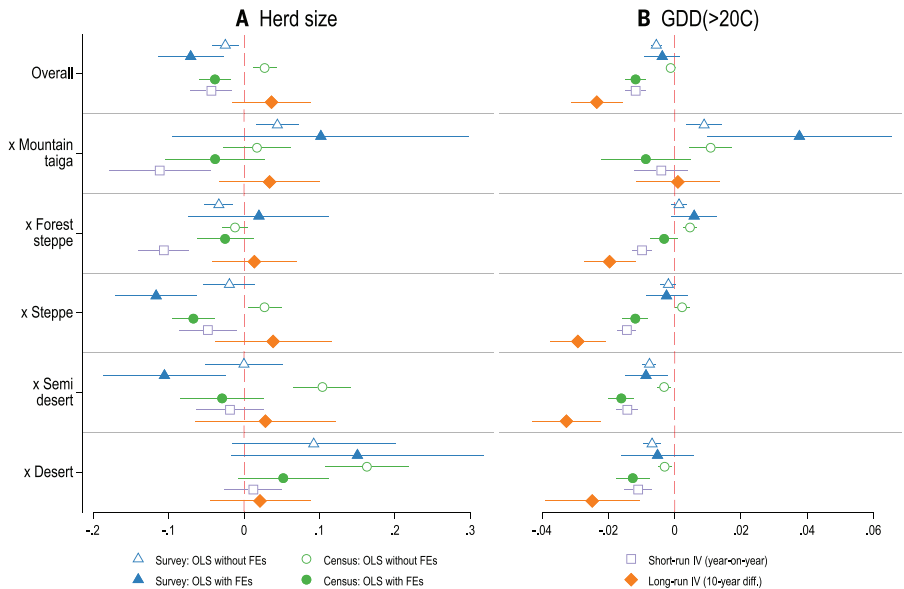 A Herd size
B GDD(>20C)
Overall
x Mountain
taiga
x Forest
steppe
x Steppe
x Semi
desert
x Desert
-.2 -.1 0 .1 .2 .3
-.04 -.02 0 .02 .04 .06
Survey: OLS without FEs
Census: OLS without FEs
Short-run IV (year-on-year)
Survey: OLS with FEs
Census: OLS with FEs
Long-run IV (10-year diff.)